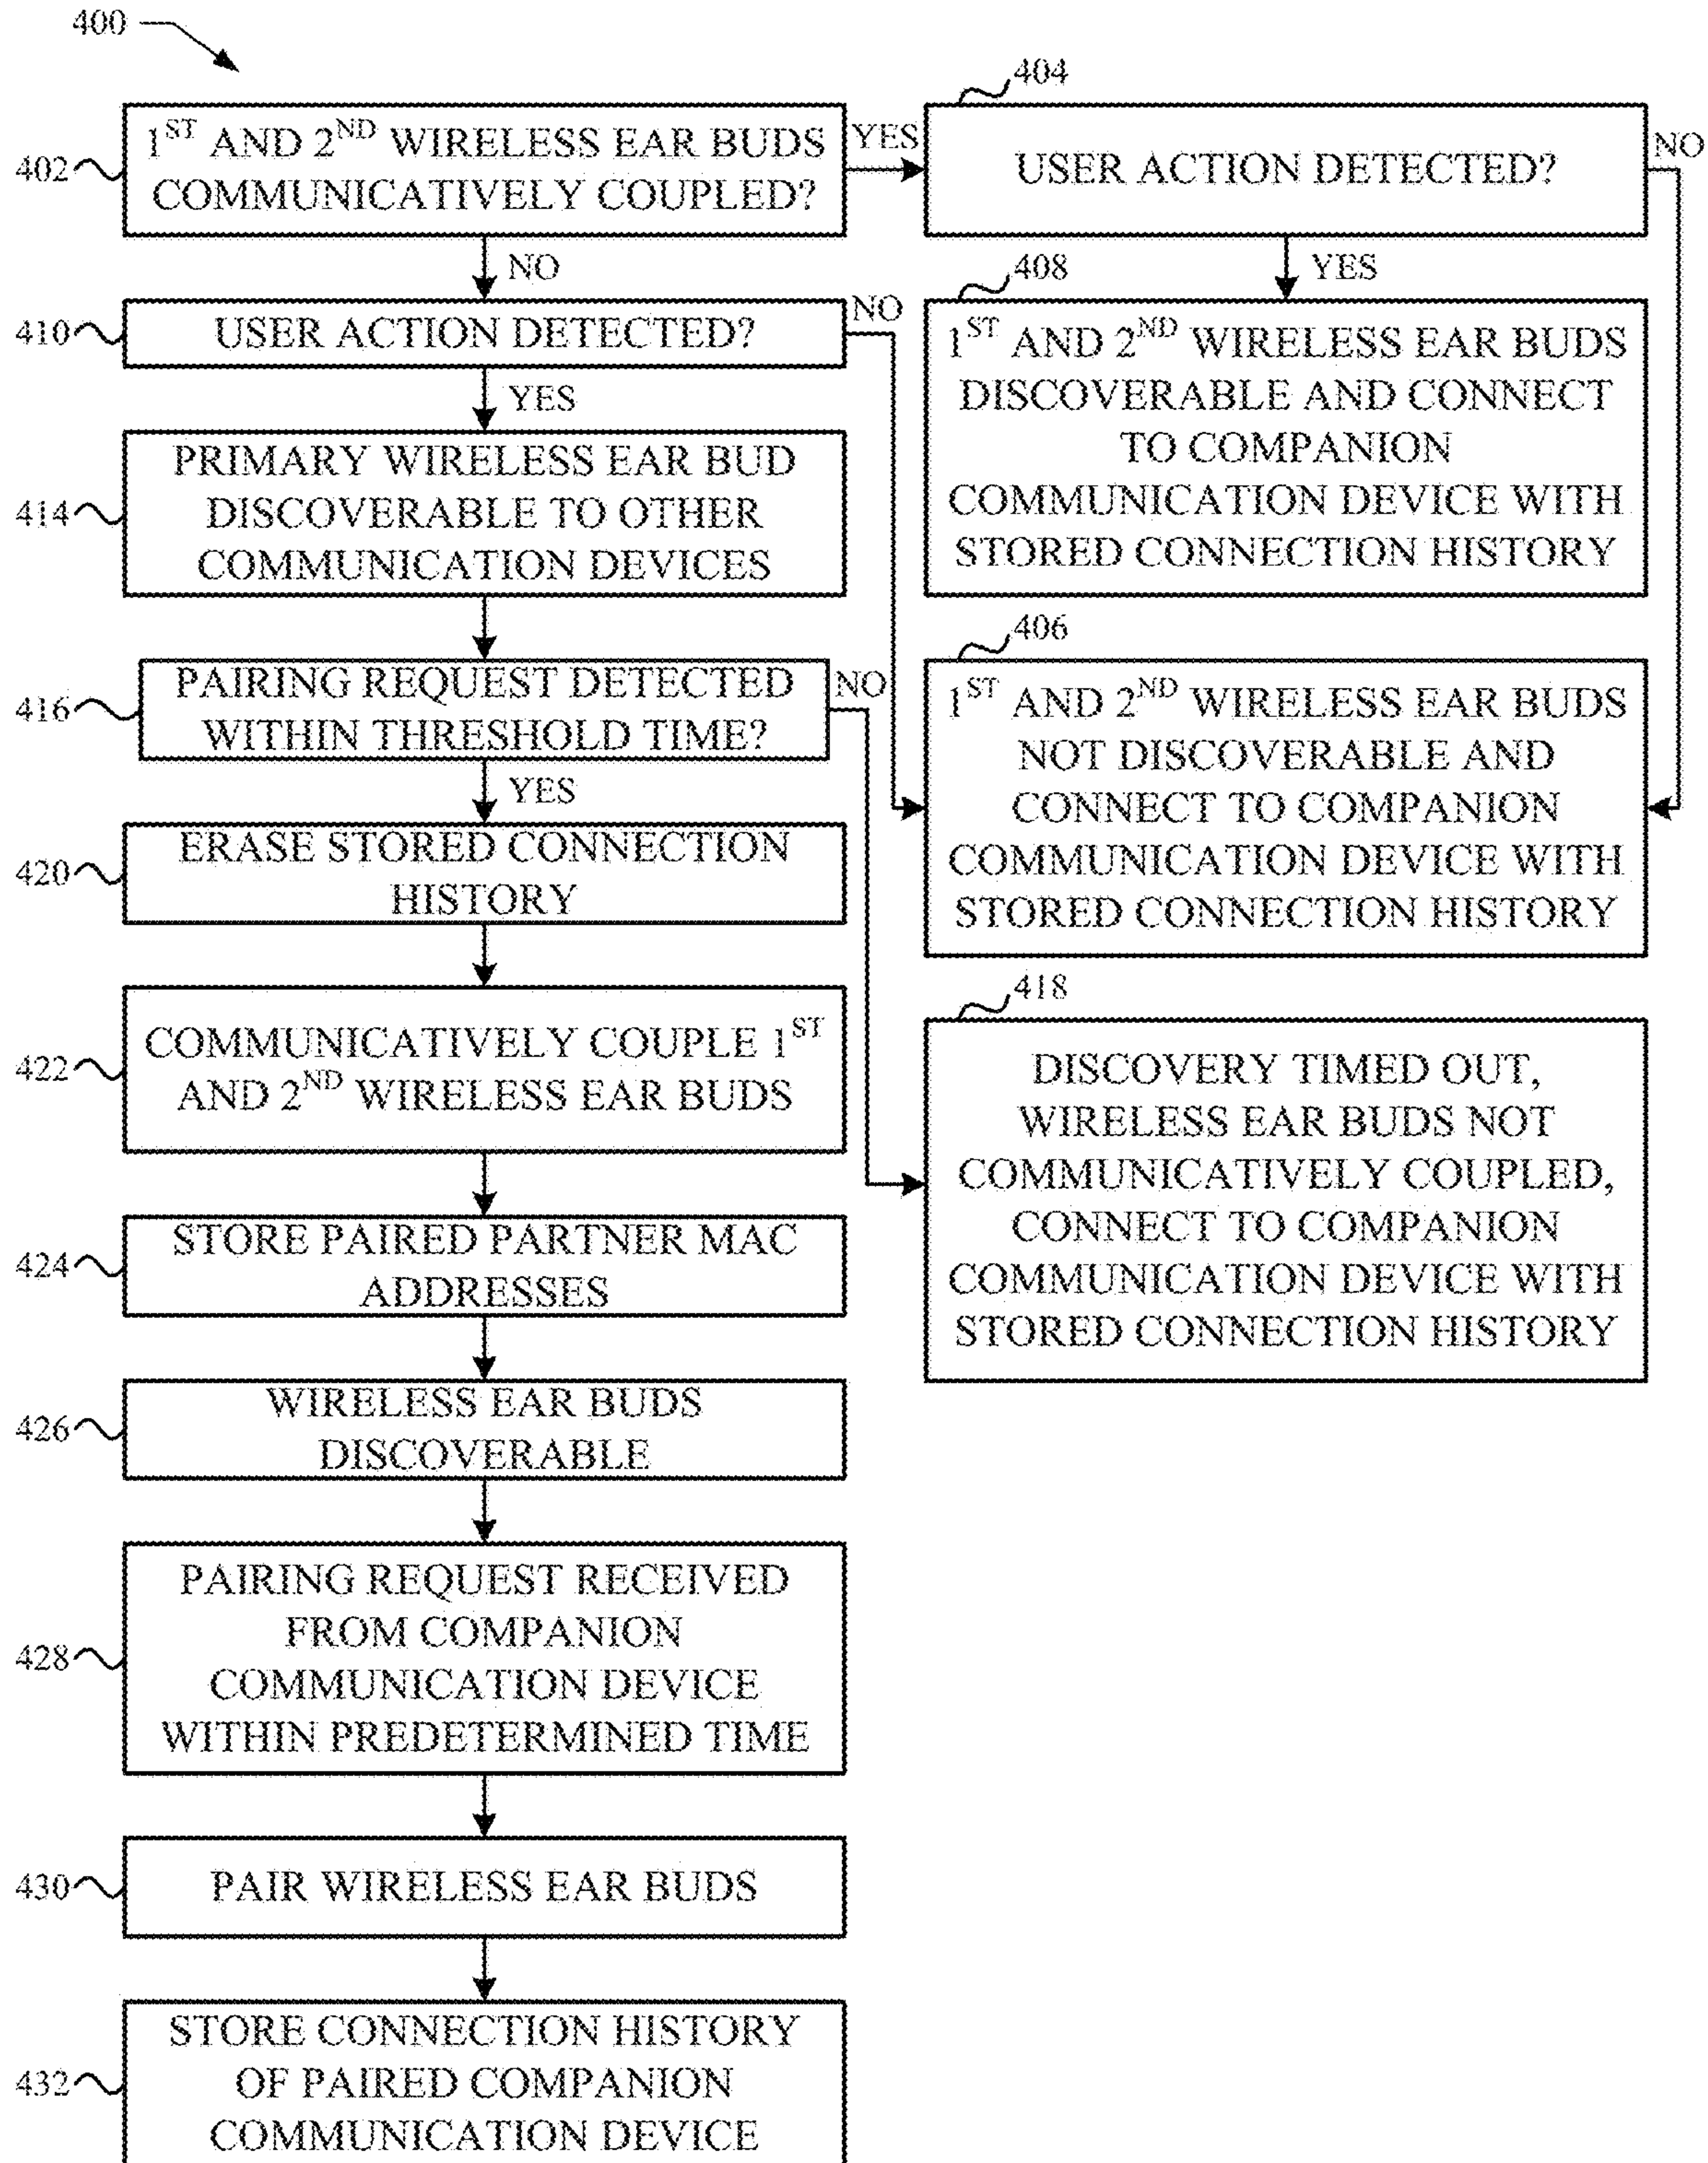 400
402
1ST AND 2ND WIRELESS EAR BUDS
COMMUNICATIVELY COUPLED?
YES
404
USER ACTION DETECTED?
NO
NO
YES
410
USER ACTION DETECTED?
NO
YES
408
1ST AND 2ND WIRELESS EAR BUDS
DISCOVERABLE AND CONNECT
TO COMPANION
COMMUNICATION DEVICE WITH
STORED CONNECTION HISTORY
414
PRIMARY WIRELESS EAR BUD
DISCOVERABLE TO OTHER
COMMUNICATION DEVICES
416
PAIRING REQUEST DETECTED
WITHIN THRESHOLD TIME?
NO
YES
406
1ST AND 2ND WIRELESS EAR BUDS
NOT DISCOVERABLE AND
CONNECT TO COMPANION
COMMUNICATION DEVICE WITH
STORED CONNECTION HISTORY
420
ERASE STORED CONNECTION
HISTORY
422
COMMUNICATIVELY COUPLE 1ST
AND 2ND WIRELESS EAR BUDS
418
DISCOVERY TIMED OUT,
WIRELESS EAR BUDS NOT
COMMUNICATIVELY COUPLED,
CONNECT TO COMPANION
COMMUNICATION DEVICE WITH
STORED CONNECTION HISTORY
424
STORE PAIRED PARTNER MAC
ADDRESSES
426
WIRELESS EAR BUDS
DISCOVERABLE
428
PAIRING REQUEST RECEIVED
FROM COMPANION
COMMUNICATION DEVICE
WITHIN PREDETERMINED TIME
430
PAIR WIRELESS EAR BUDS
432
STORE CONNECTION HISTORY
OF PAIRED COMPANION
COMMUNICATION DEVICE